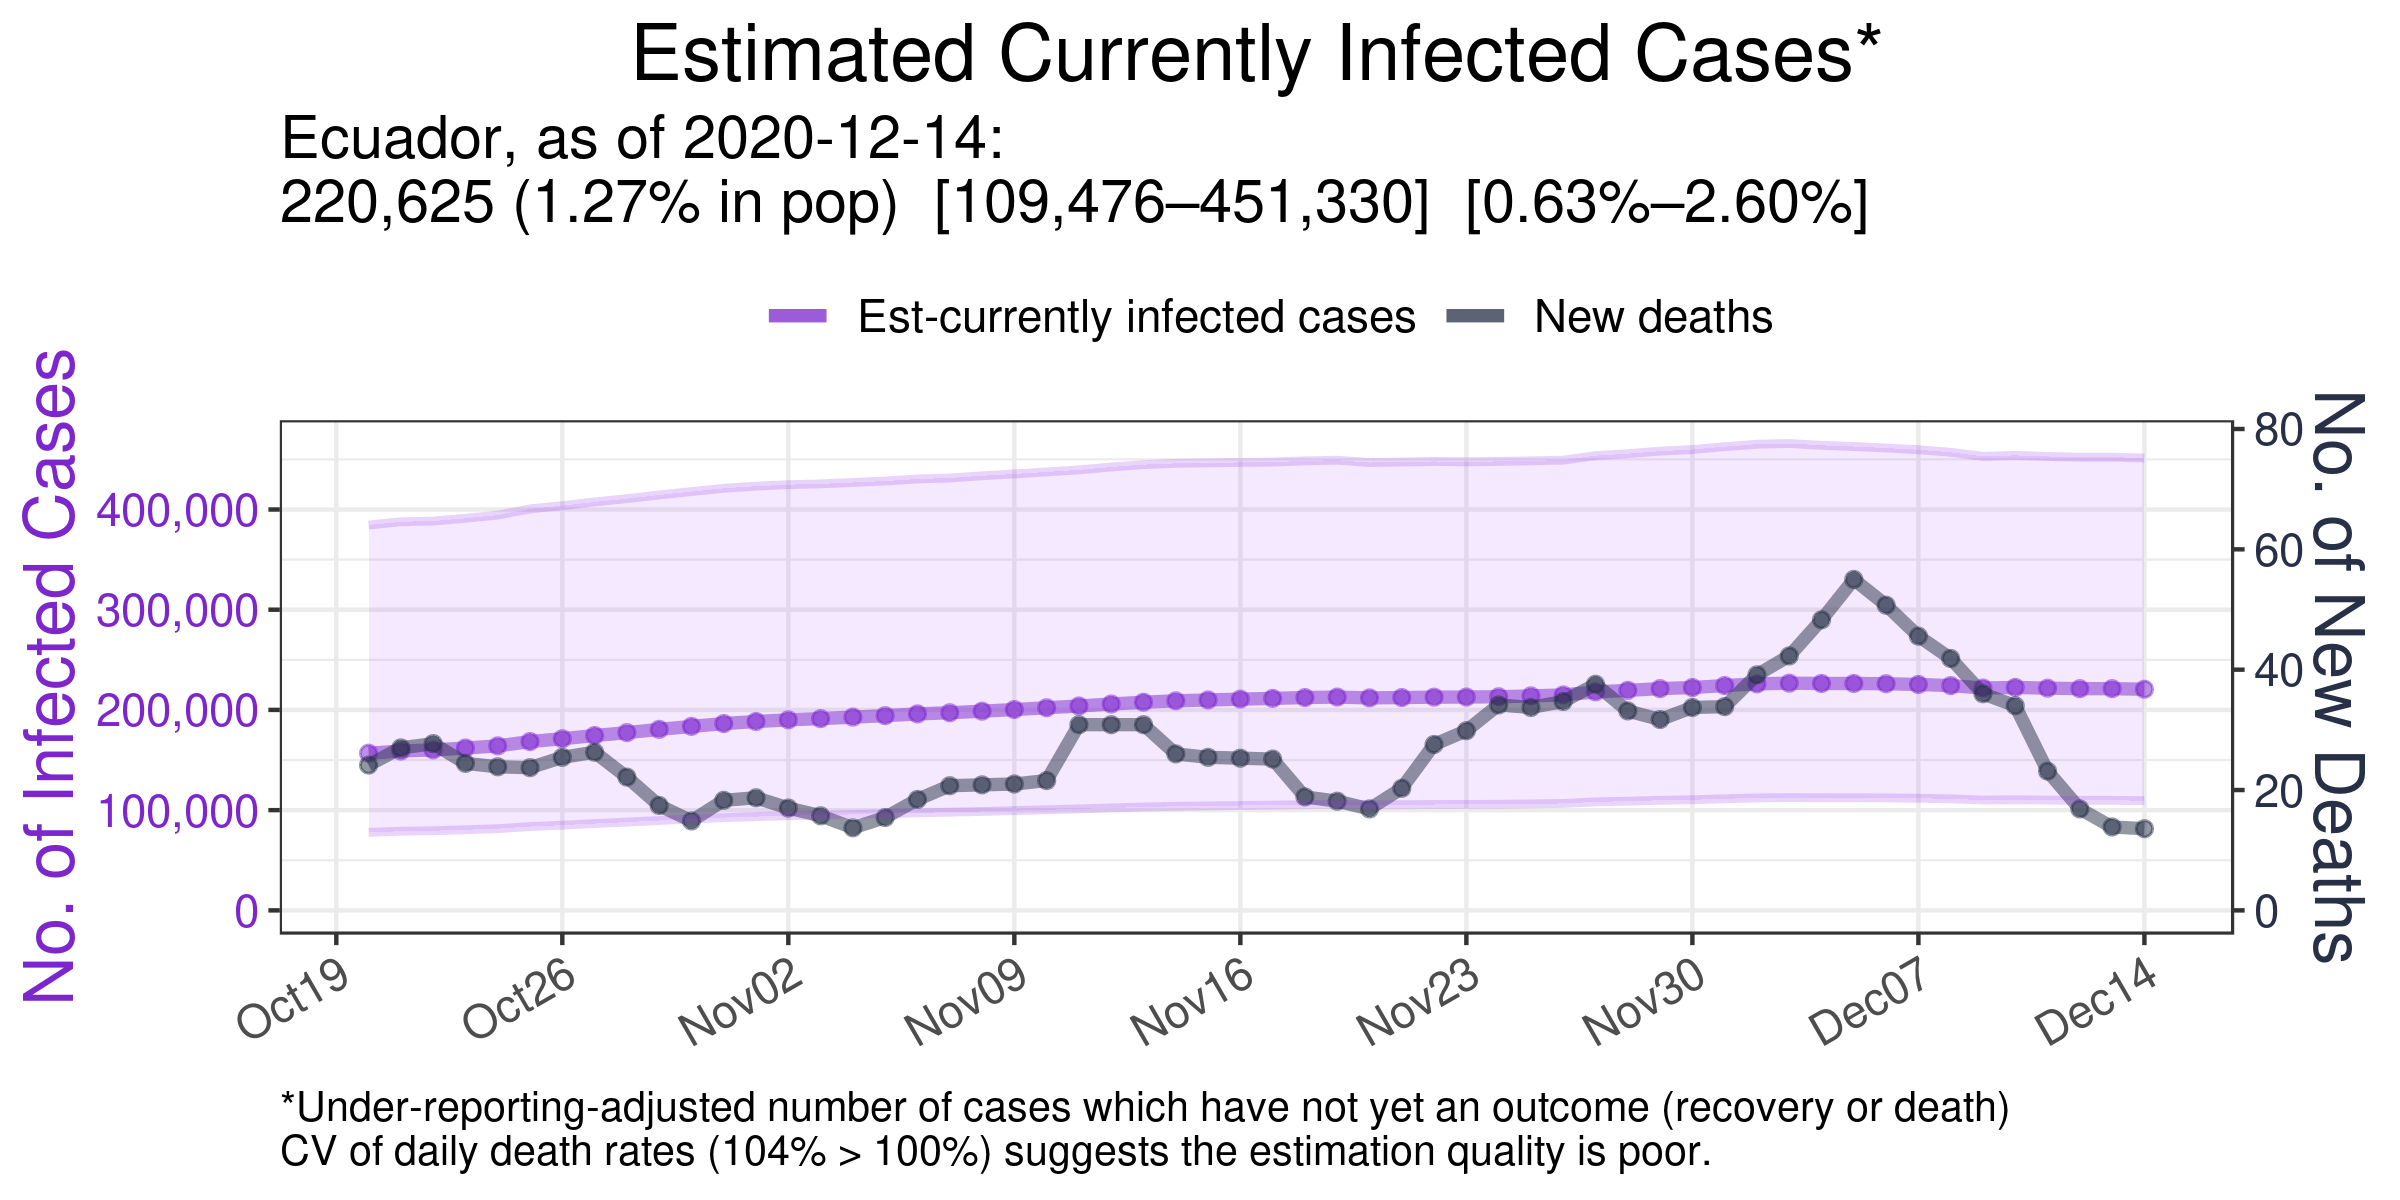 Estimated Currently Infected Cases*
Ecuador, as of 2020-12-14:
220,625 (1.27% in pop)  [109,476–451,330]  [0.63%–2.60%]
Est-currently infected cases
New deaths
No. of Infected Cases
400,000
300,000
200,000
100,000
0
80
60
40
20
0
No. of New Deaths
Oct19
Oct26
Nov02
Nov09
Nov16
Nov23
Nov30
Dec07
Dec14
*Under-reporting-adjusted number of cases which have not yet an outcome (recovery or death)
CV of daily death rates (104% > 100%) suggests the estimation quality is poor.